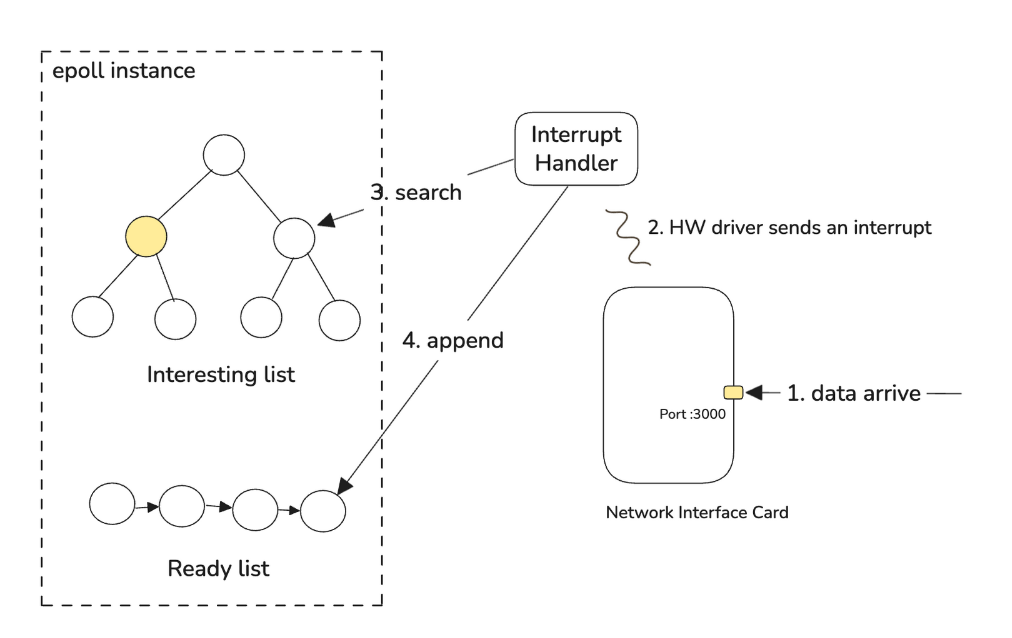 epoll instance
Interrupt
Handler
3. search
2. HW driver sends an interrupt
4. append
Interesting list
1. data arrive
Port :3000
Network Interface Card
Ready list